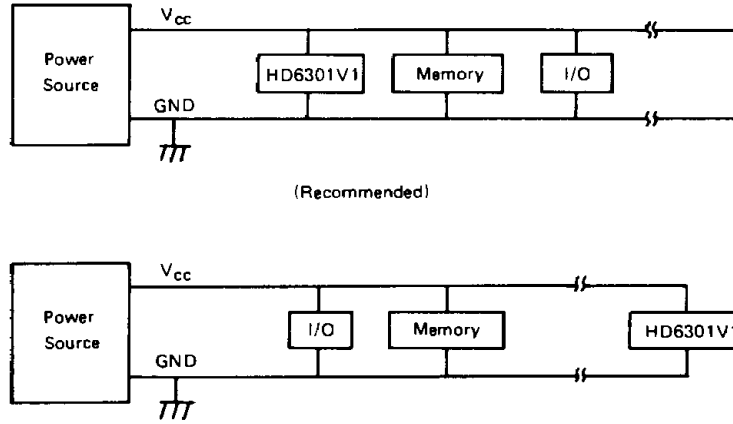 Vcc
Power
Source
HD6301V1
Memory
I/O
GND
(Recommended)
Vcc
Power
Source
I/O
Memory
HD6301V1
GND